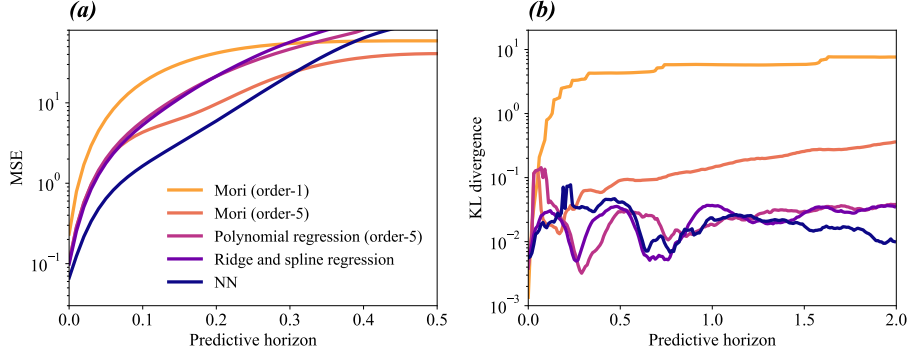 (a)
MSE
10^1
10^0
10^{-1}
Mori (order-1)
Mori (order-5)
Polynomial regression (order-5)
Ridge and spline regression
NN
0.0 0.1 0.2 0.3 0.4 0.5
Predictive horizon
(b)
KL divergence
10^1
10^0
10^{-1}
10^{-2}
10^{-3}
0.0 0.5 1.0 1.5 2.0
Predictive horizon